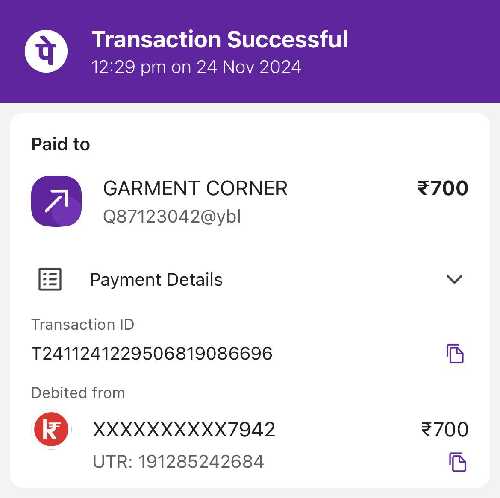 पे
Transaction Successful
12:29 pm on 24 Nov 2024
Paid to
GARMENT CORNER ₹700
Q87123042@ybl
Payment Details
Transaction ID
T2411241229506819086696
Debited from
XXXXXXXXXX7942 ₹700
UTR: 191285242684